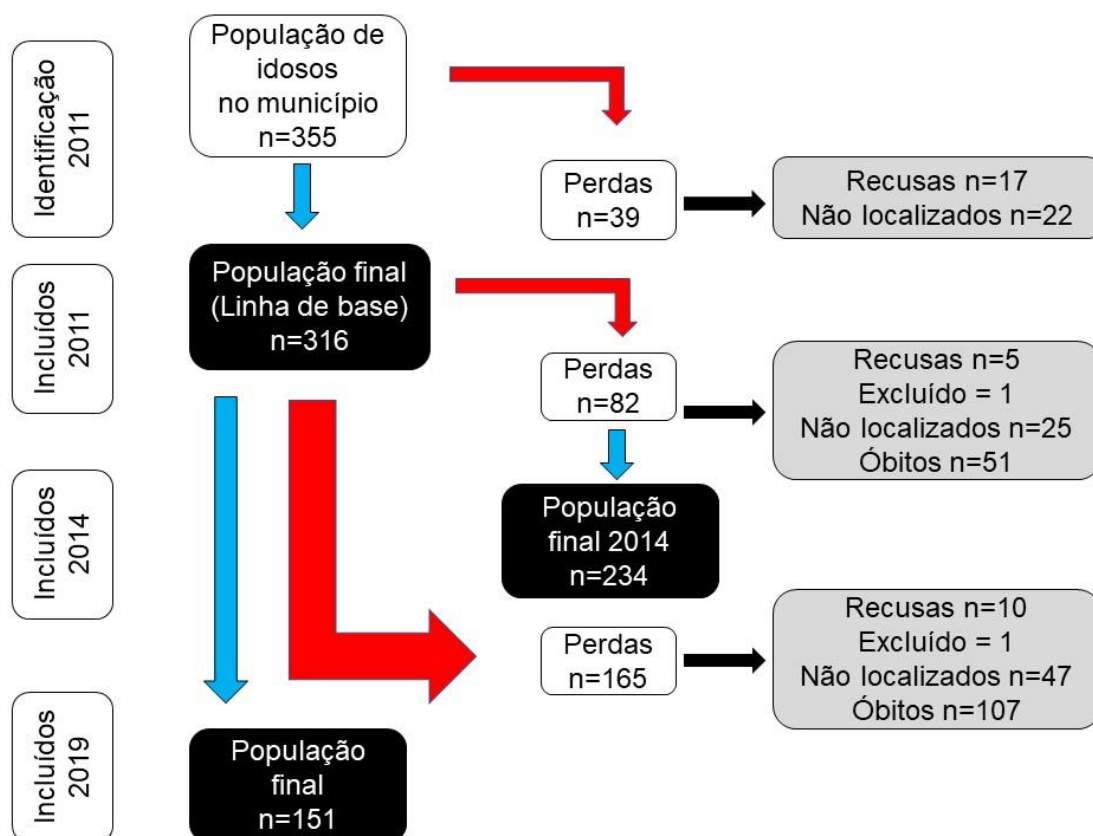 Identificação
2011
População de
idosos
no município
n=355
Perdas
n=39
Recusas n=17
Não localizados n=22
Incluídos
2011
População final
(Linha de base)
n=316
Perdas
n=82
Recusas n=5
Excluído = 1
Não localizados n=25
Óbitos n=51
Incluídos
2014
População
final 2014
n=234
Perdas
n=165
Recusas n=10
Excluído = 1
Não localizados n=47
Óbitos n=107
Incluídos
2019
População
final
n=151